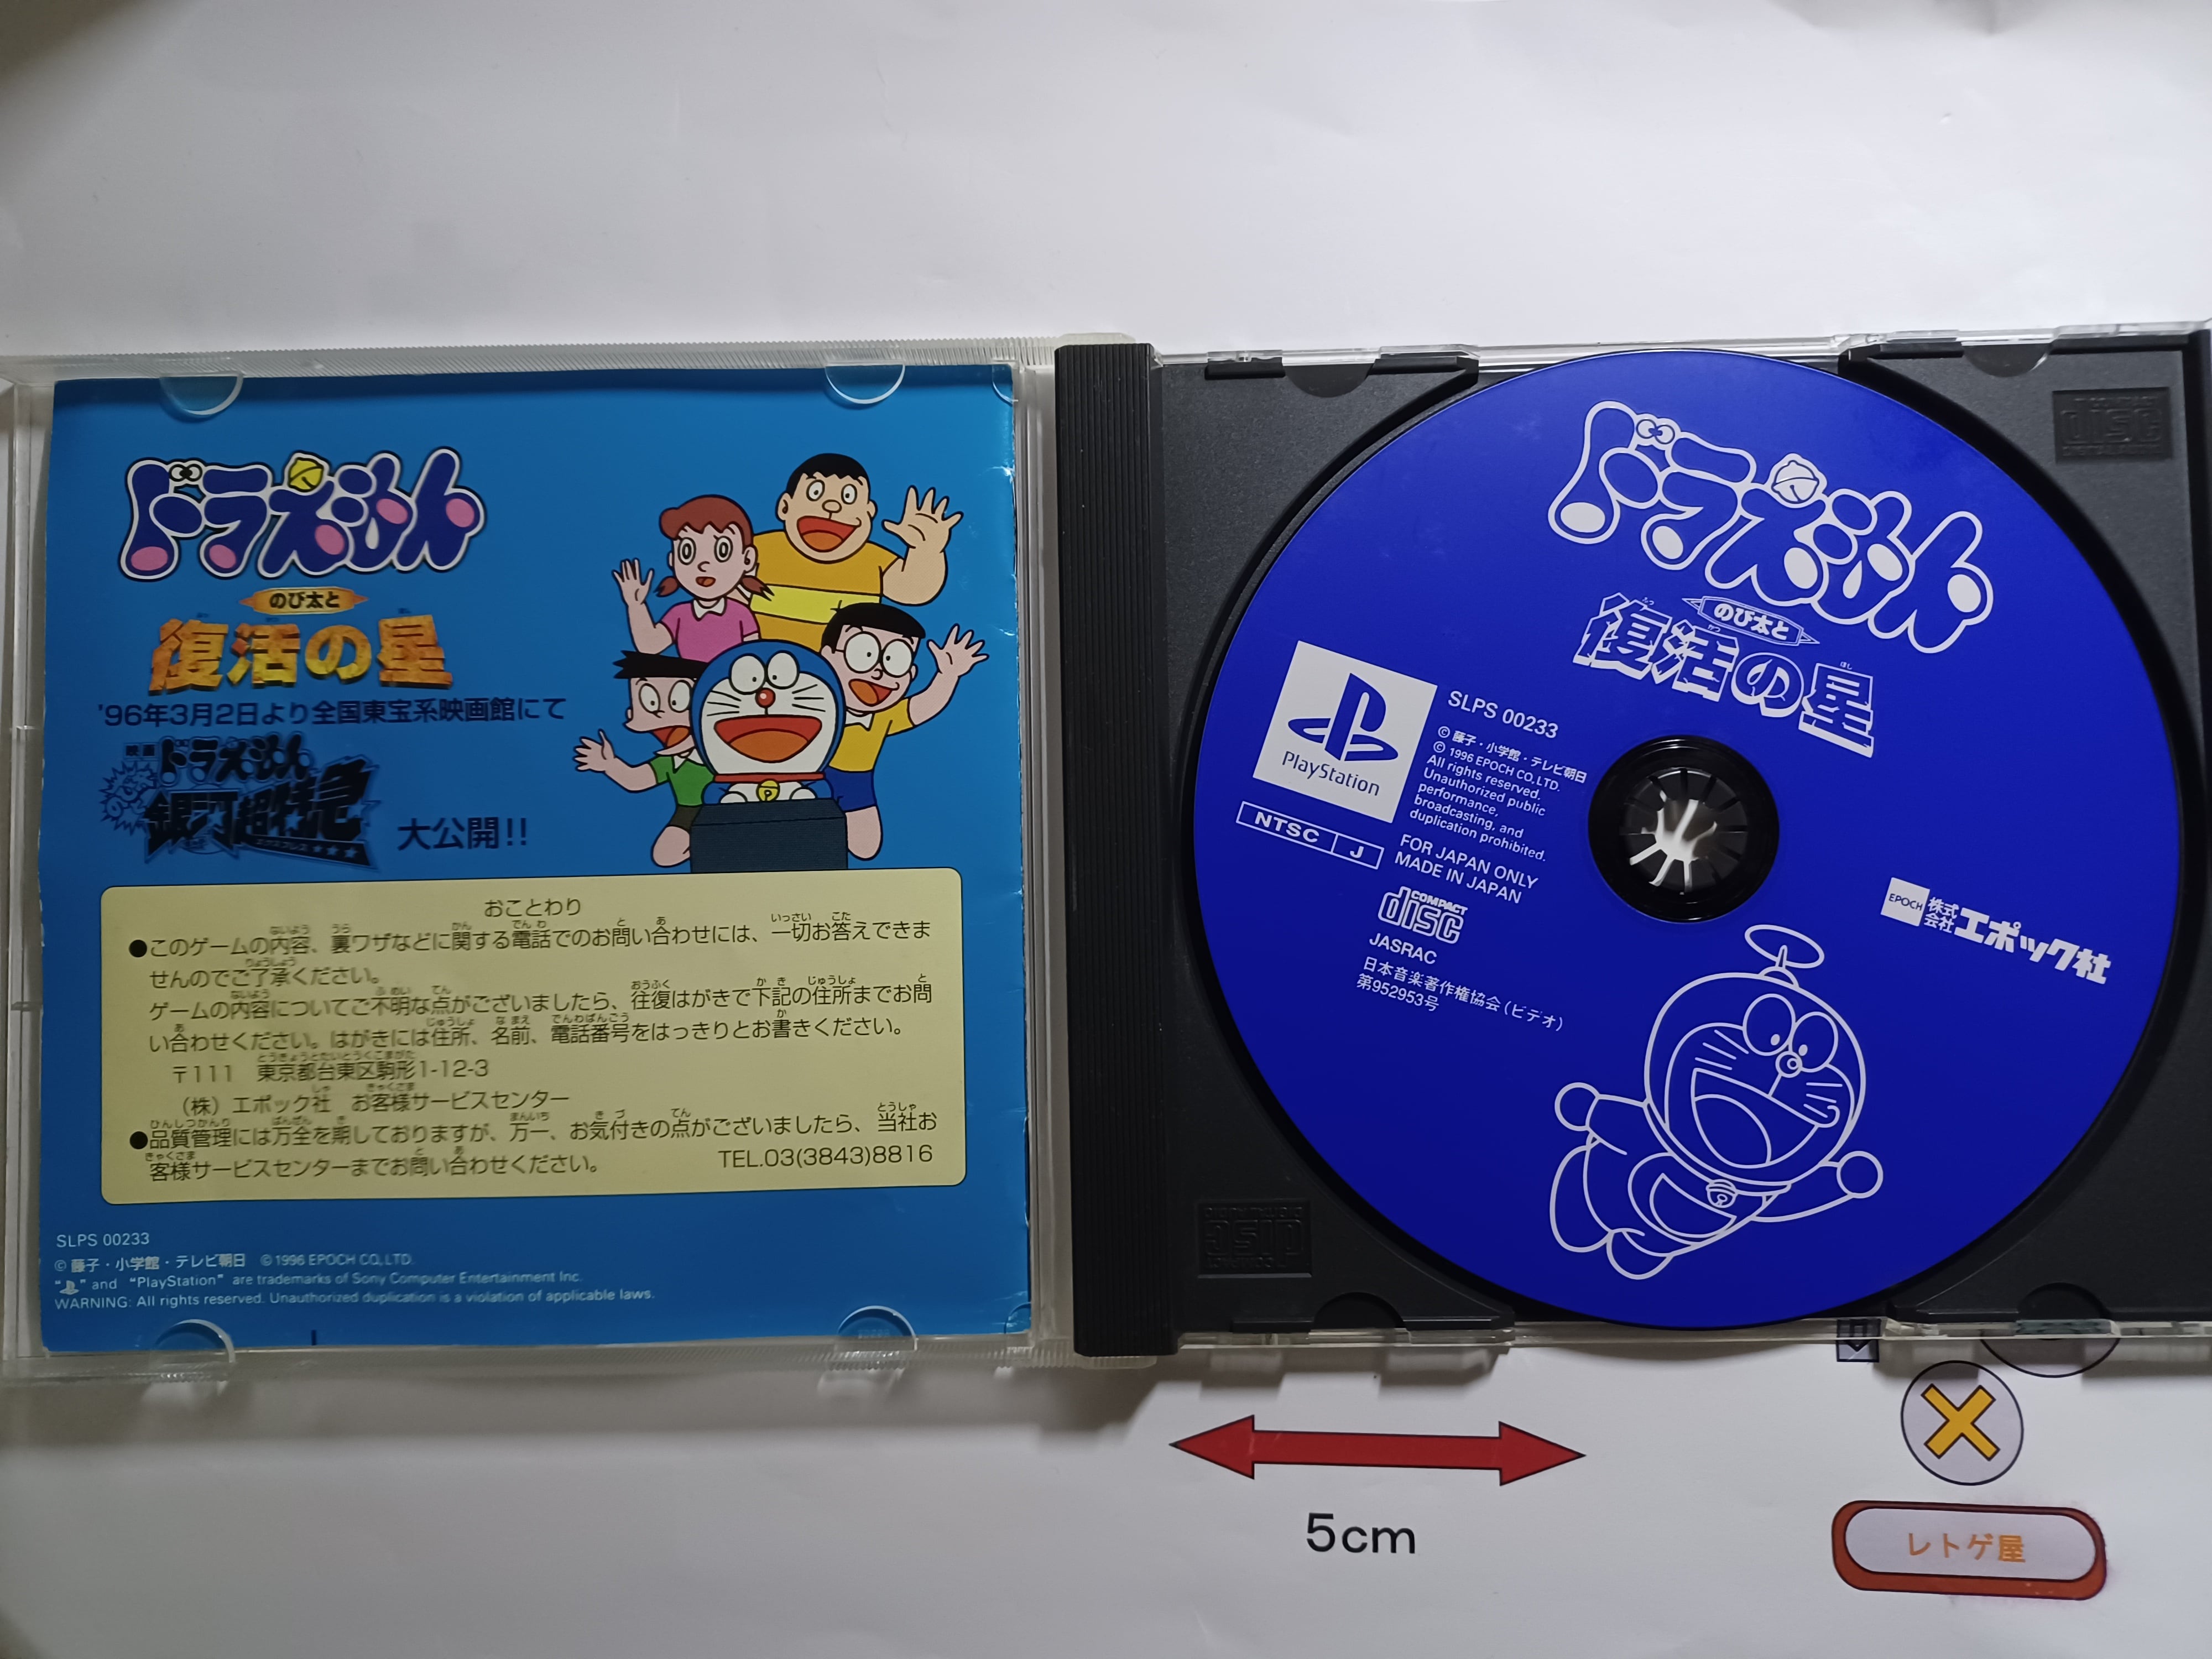 ドラえもん
のび太と
復活の星
'96年3月2日より全国東宝系映画館にて
ドラえもん
銀河超特急
エクスプレス
大公開!!
おことわり
●このゲームの内容、裏ワザなどに関する電話でのお問い合わせには、一切お答えできま
せんのでご了承ください。
ゲームの内容についてご不明な点がございましたら、往復はがきで下記の住所までお問
い合わせください。はがきには住所、名前、電話番号をはっきりとお書きください。
〒111 東京都台東区駒形1-12-3
(株)エポック社 お客様サービスセンター
●品質管理には万全を期しておりますが、万一、お気付きの点がございましたら、当社お
客様サービスセンターまでお問い合わせください。 TEL.03(3843)8816
SLPS 00233
© 藤子・小学館・テレビ朝日 © 1996 EPOCH CO., LTD.
" " and "PlayStation" are trademarks of Sony Computer Entertainment Inc.
WARNING: All rights reserved. Unauthorized duplication is a violation of applicable laws.
ドラえもん
のび太と
復活の星
PlayStation
NTSC J
SLPS 00233
© 藤子・小学館・テレビ朝日
© 1996 EPOCH CO., LTD.
All rights reserved.
Unauthorized public
performance,
broadcasting, and
duplication prohibited.
FOR JAPAN ONLY
MADE IN JAPAN
COMPACT
disc
JASRAC
日本音楽著作権協会(ビデオ)
第952953号
EPOCH 株式会社 エポック社
5cm
レトゲ屋